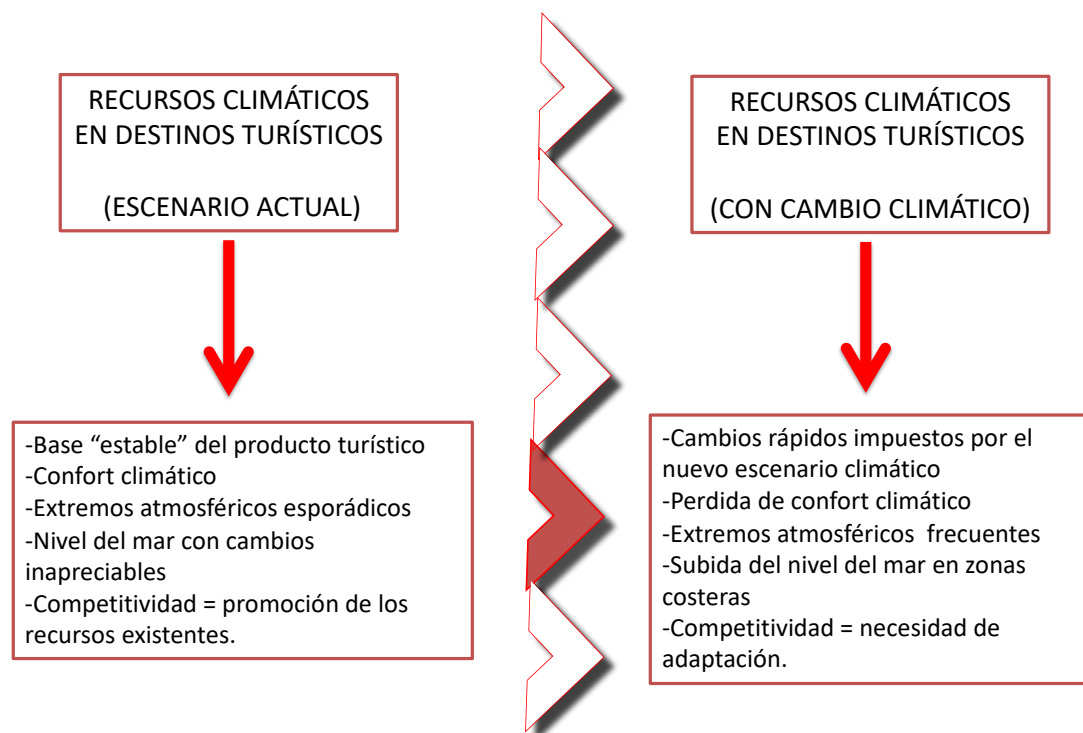 RECURSOS CLIMÁTICOS
EN DESTINOS TURÍSTICOS
(ESCENARIO ACTUAL)
-Base “estable” del producto turístico
-Confort climático
-Extremos atmosféricos esporádicos
-Nivel del mar con cambios
inapreciables
-Competitividad = promoción de los
recursos existentes.
RECURSOS CLIMÁTICOS
EN DESTINOS TURÍSTICOS
(CON CAMBIO CLIMÁTICO)
-Cambios rápidos impuestos por el
nuevo escenario climático
-Perdida de confort climático
-Extremos atmosféricos  frecuentes
-Subida del nivel del mar en zonas
costeras
-Competitividad = necesidad de
adaptación.